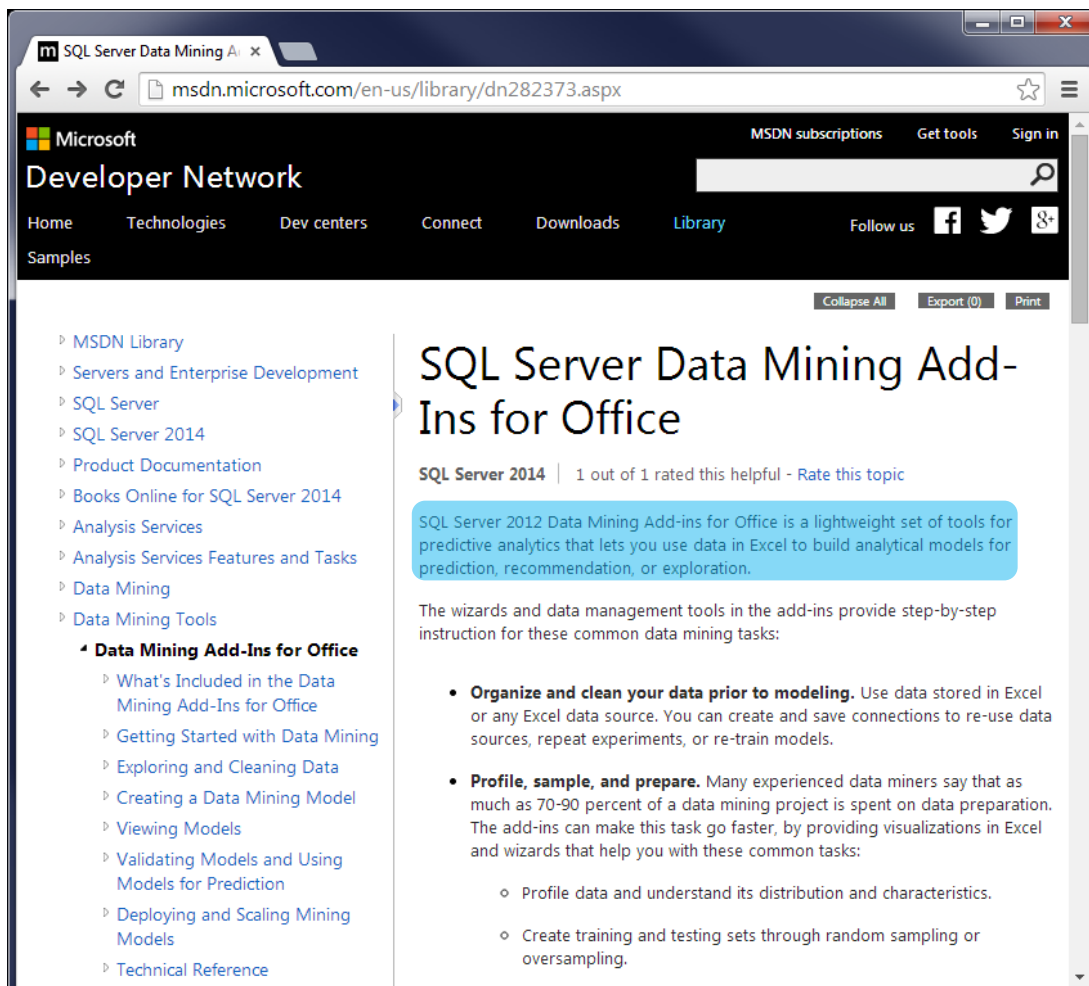 SQL Server Data Mining A
msdn.microsoft.com/en-us/library/dn282373.aspx
Microsoft
MSDN subscriptions Get tools Sign in
Developer Network
Home Technologies Dev centers Connect Downloads Library Follow us
Samples
Collapse All Export (0) Print
MSDN Library
Servers and Enterprise Development
SQL Server
SQL Server 2014
Product Documentation
Books Online for SQL Server 2014
Analysis Services
Analysis Services Features and Tasks
Data Mining
Data Mining Tools
Data Mining Add-Ins for Office
What's Included in the Data
Mining Add-Ins for Office
Getting Started with Data Mining
Exploring and Cleaning Data
Creating a Data Mining Model
Viewing Models
Validating Models and Using
Models for Prediction
Deploying and Scaling Mining
Models
Technical Reference
SQL Server Data Mining Add-
Ins for Office
SQL Server 2014 | 1 out of 1 rated this helpful - Rate this topic
SQL Server 2012 Data Mining Add-ins for Office is a lightweight set of tools for
predictive analytics that lets you use data in Excel to build analytical models for
prediction, recommendation, or exploration.
The wizards and data management tools in the add-ins provide step-by-step
instruction for these common data mining tasks:
• Organize and clean your data prior to modeling. Use data stored in Excel
or any Excel data source. You can create and save connections to re-use data
sources, repeat experiments, or re-train models.
• Profile, sample, and prepare. Many experienced data miners say that as
much as 70-90 percent of a data mining project is spent on data preparation.
The add-ins can make this task go faster, by providing visualizations in Excel
and wizards that help you with these common tasks:
Profile data and understand its distribution and characteristics.
Create training and testing sets through random sampling or
oversampling.